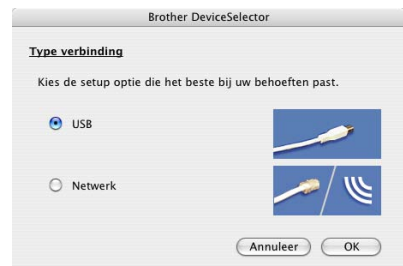 Brother DeviceSelector
Type verbinding
Kies de setup optie die het beste bij uw behoeften past.
USB
Netwerk
Annuleer OK